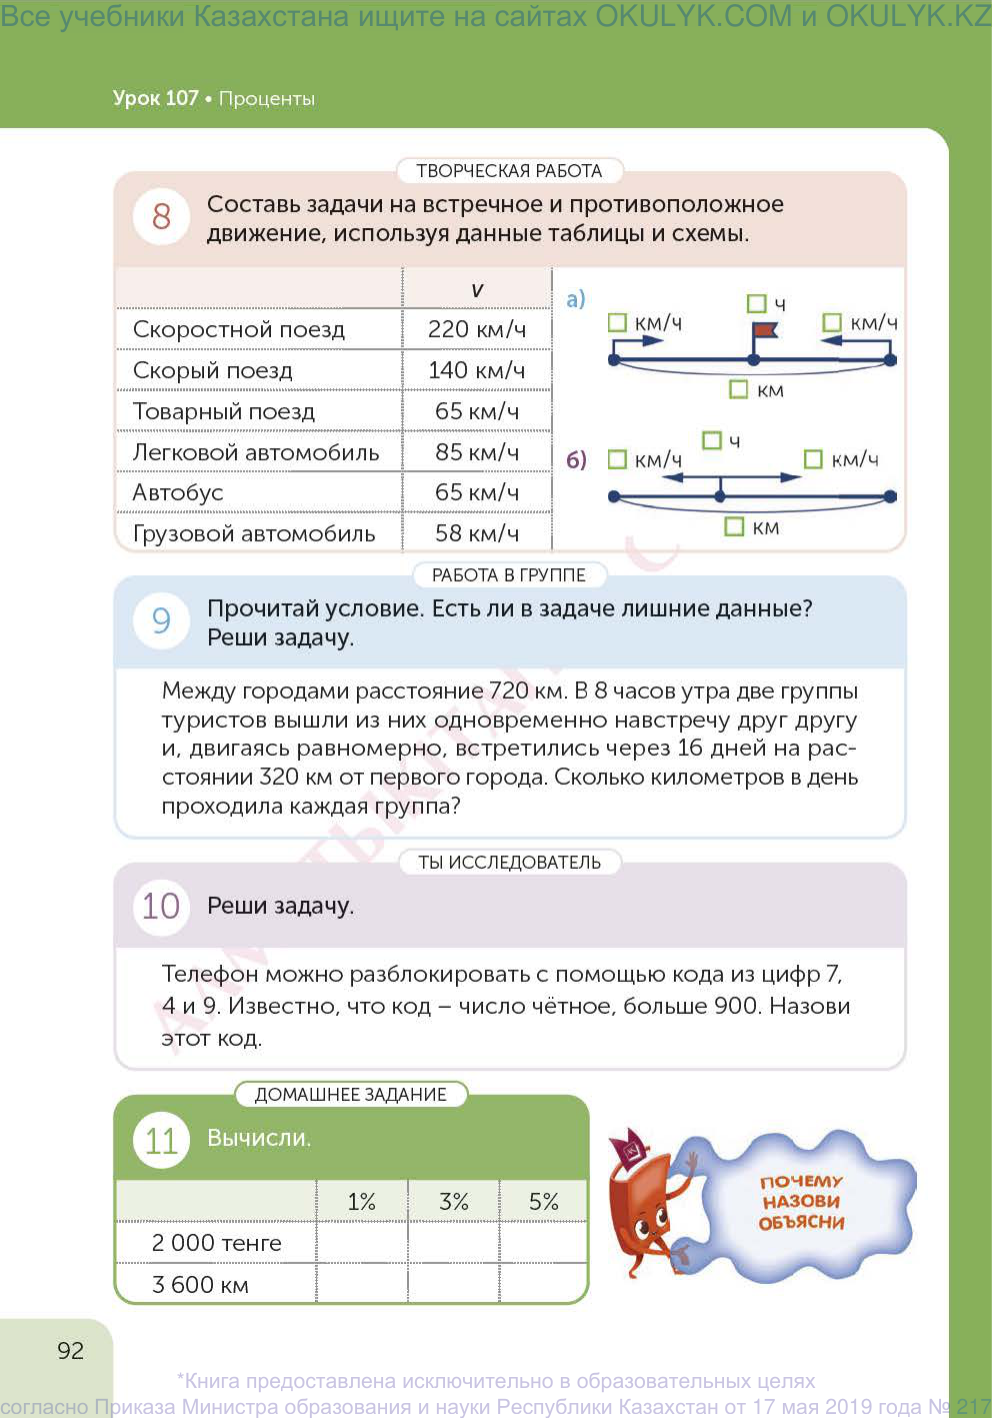 Все учебники Казахстана ищите на сайтах OKULYK.COM и OKULYK.KZ
Урок 107 • Проценты
ТВОРЧЕСКАЯ РАБОТА
8 Составь задачи на встречное и противоположное
движение, используя данные таблицы и схемы.
v
Скоростной поезд 220 км/ч
Скорый поезд 140 км/ч
Товарный поезд 65 км/ч
Легковой автомобиль 85 км/ч
Автобус 65 км/ч
Грузовой автомобиль 58 км/ч
а) ч
км/ч км/ч
км
ч
б) км/ч км/ч
км
РАБОТА В ГРУППЕ
9 Прочитай условие. Есть ли в задаче лишние данные?
Реши задачу.
Между городами расстояние 720 км. В 8 часов утра две группы
туристов вышли из них одновременно навстречу друг другу
и, двигаясь равномерно, встретились через 16 дней на рас-
стоянии 320 км от первого города. Сколько километров в день
проходила каждая группа?
ТЫ ИССЛЕДОВАТЕЛЬ
10 Реши задачу.
Телефон можно разблокировать с помощью кода из цифр 7,
4 и 9. Известно, что код – число чётное, больше 900. Назови
этот код.
ДОМАШНЕЕ ЗАДАНИЕ
11 Вычисли.
1% 3% 5%
2 000 тенге
3 600 км
ПОЧЕМУ
НАЗОВИ
ОБЪЯСНИ
92
*Книга предоставлена исключительно в образовательных целях
согласно Приказа Министра образования и науки Республики Казахстан от 17 мая 2019 года № 217